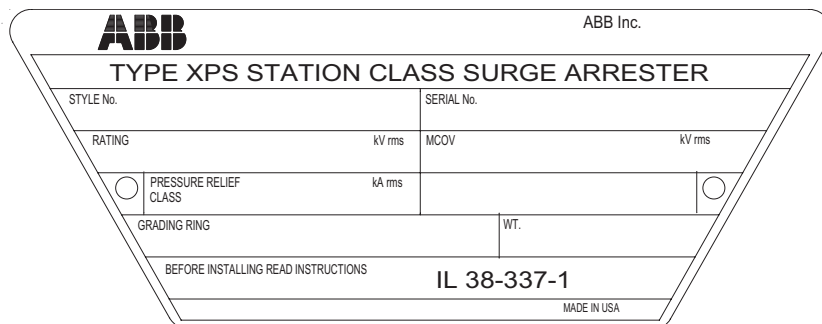 ABB ABB Inc.
TYPE XPS STATION CLASS SURGE ARRESTER
STYLE No. SERIAL No.
RATING kV rms MCOV kV rms
PRESSURE RELIEF kA rms
CLASS
GRADING RING WT.
BEFORE INSTALLING READ INSTRUCTIONS IL 38-337-1
MADE IN USA